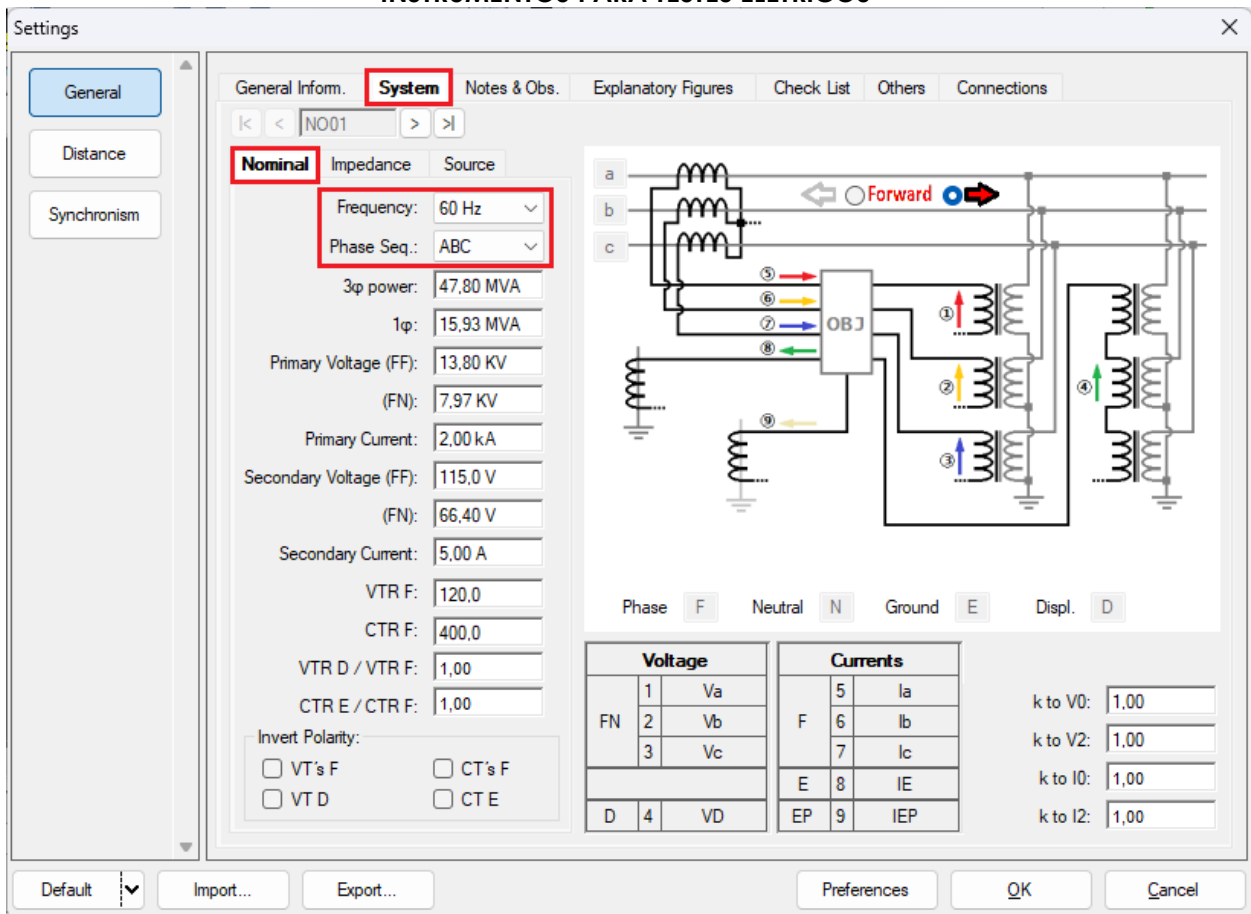 INSTRUMENTOS PARA TESTES ELÉTRICOS
Settings
General
Distance
Synchronism
General Inform. System Notes & Obs. Explanatory Figures Check List Others Connections
|< < NO01 > >|
Nominal Impedance Source
Frequency: 60 Hz
Phase Seq.: ABC
3φ power: 47,80 MVA
1φ: 15,93 MVA
Primary Voltage (FF): 13,80 KV
(FN): 7,97 KV
Primary Current: 2,00 kA
Secondary Voltage (FF): 115,0 V
(FN): 66,40 V
Secondary Current: 5,00 A
VTR F: 120,0
CTR F: 400,0
VTR D / VTR F: 1,00
CTR E / CTR F: 1,00
Invert Polarity:
VT's F CT's F
VT D CT E
a
b
c
Forward
⑤
⑥
⑦
⑧
⑨
OBJ
①
②
③
④
Phase F Neutral N Ground E Displ. D
Voltage
FN 1 Va
2 Vb
3 Vc
D 4 VD
Currents
F 5 Ia
6 Ib
7 Ic
E 8 IE
EP 9 IEP
k to V0: 1,00
k to V2: 1,00
k to I0: 1,00
k to I2: 1,00
Default Import... Export... Preferences OK Cancel